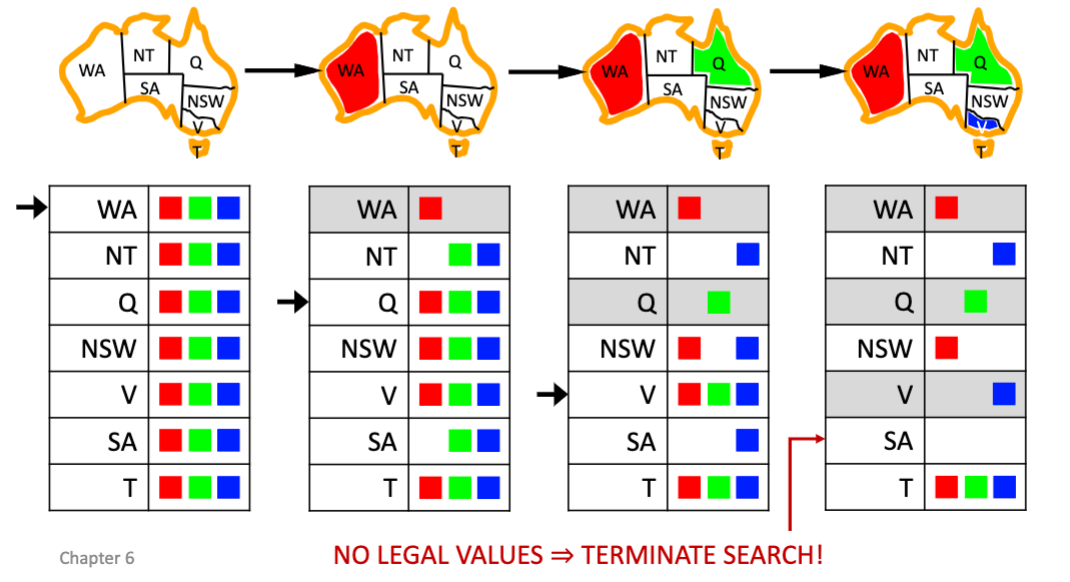 WA NT Q SA NSW V T
WA NT Q SA NSW V T
WA NT Q SA NSW V T
WA NT Q SA NSW V T
WA WA WA WA
NT NT NT NT
Q Q Q Q
NSW NSW NSW NSW
V V V V
SA SA SA SA
T T T T
Chapter 6
NO LEGAL VALUES ⇒ TERMINATE SEARCH!